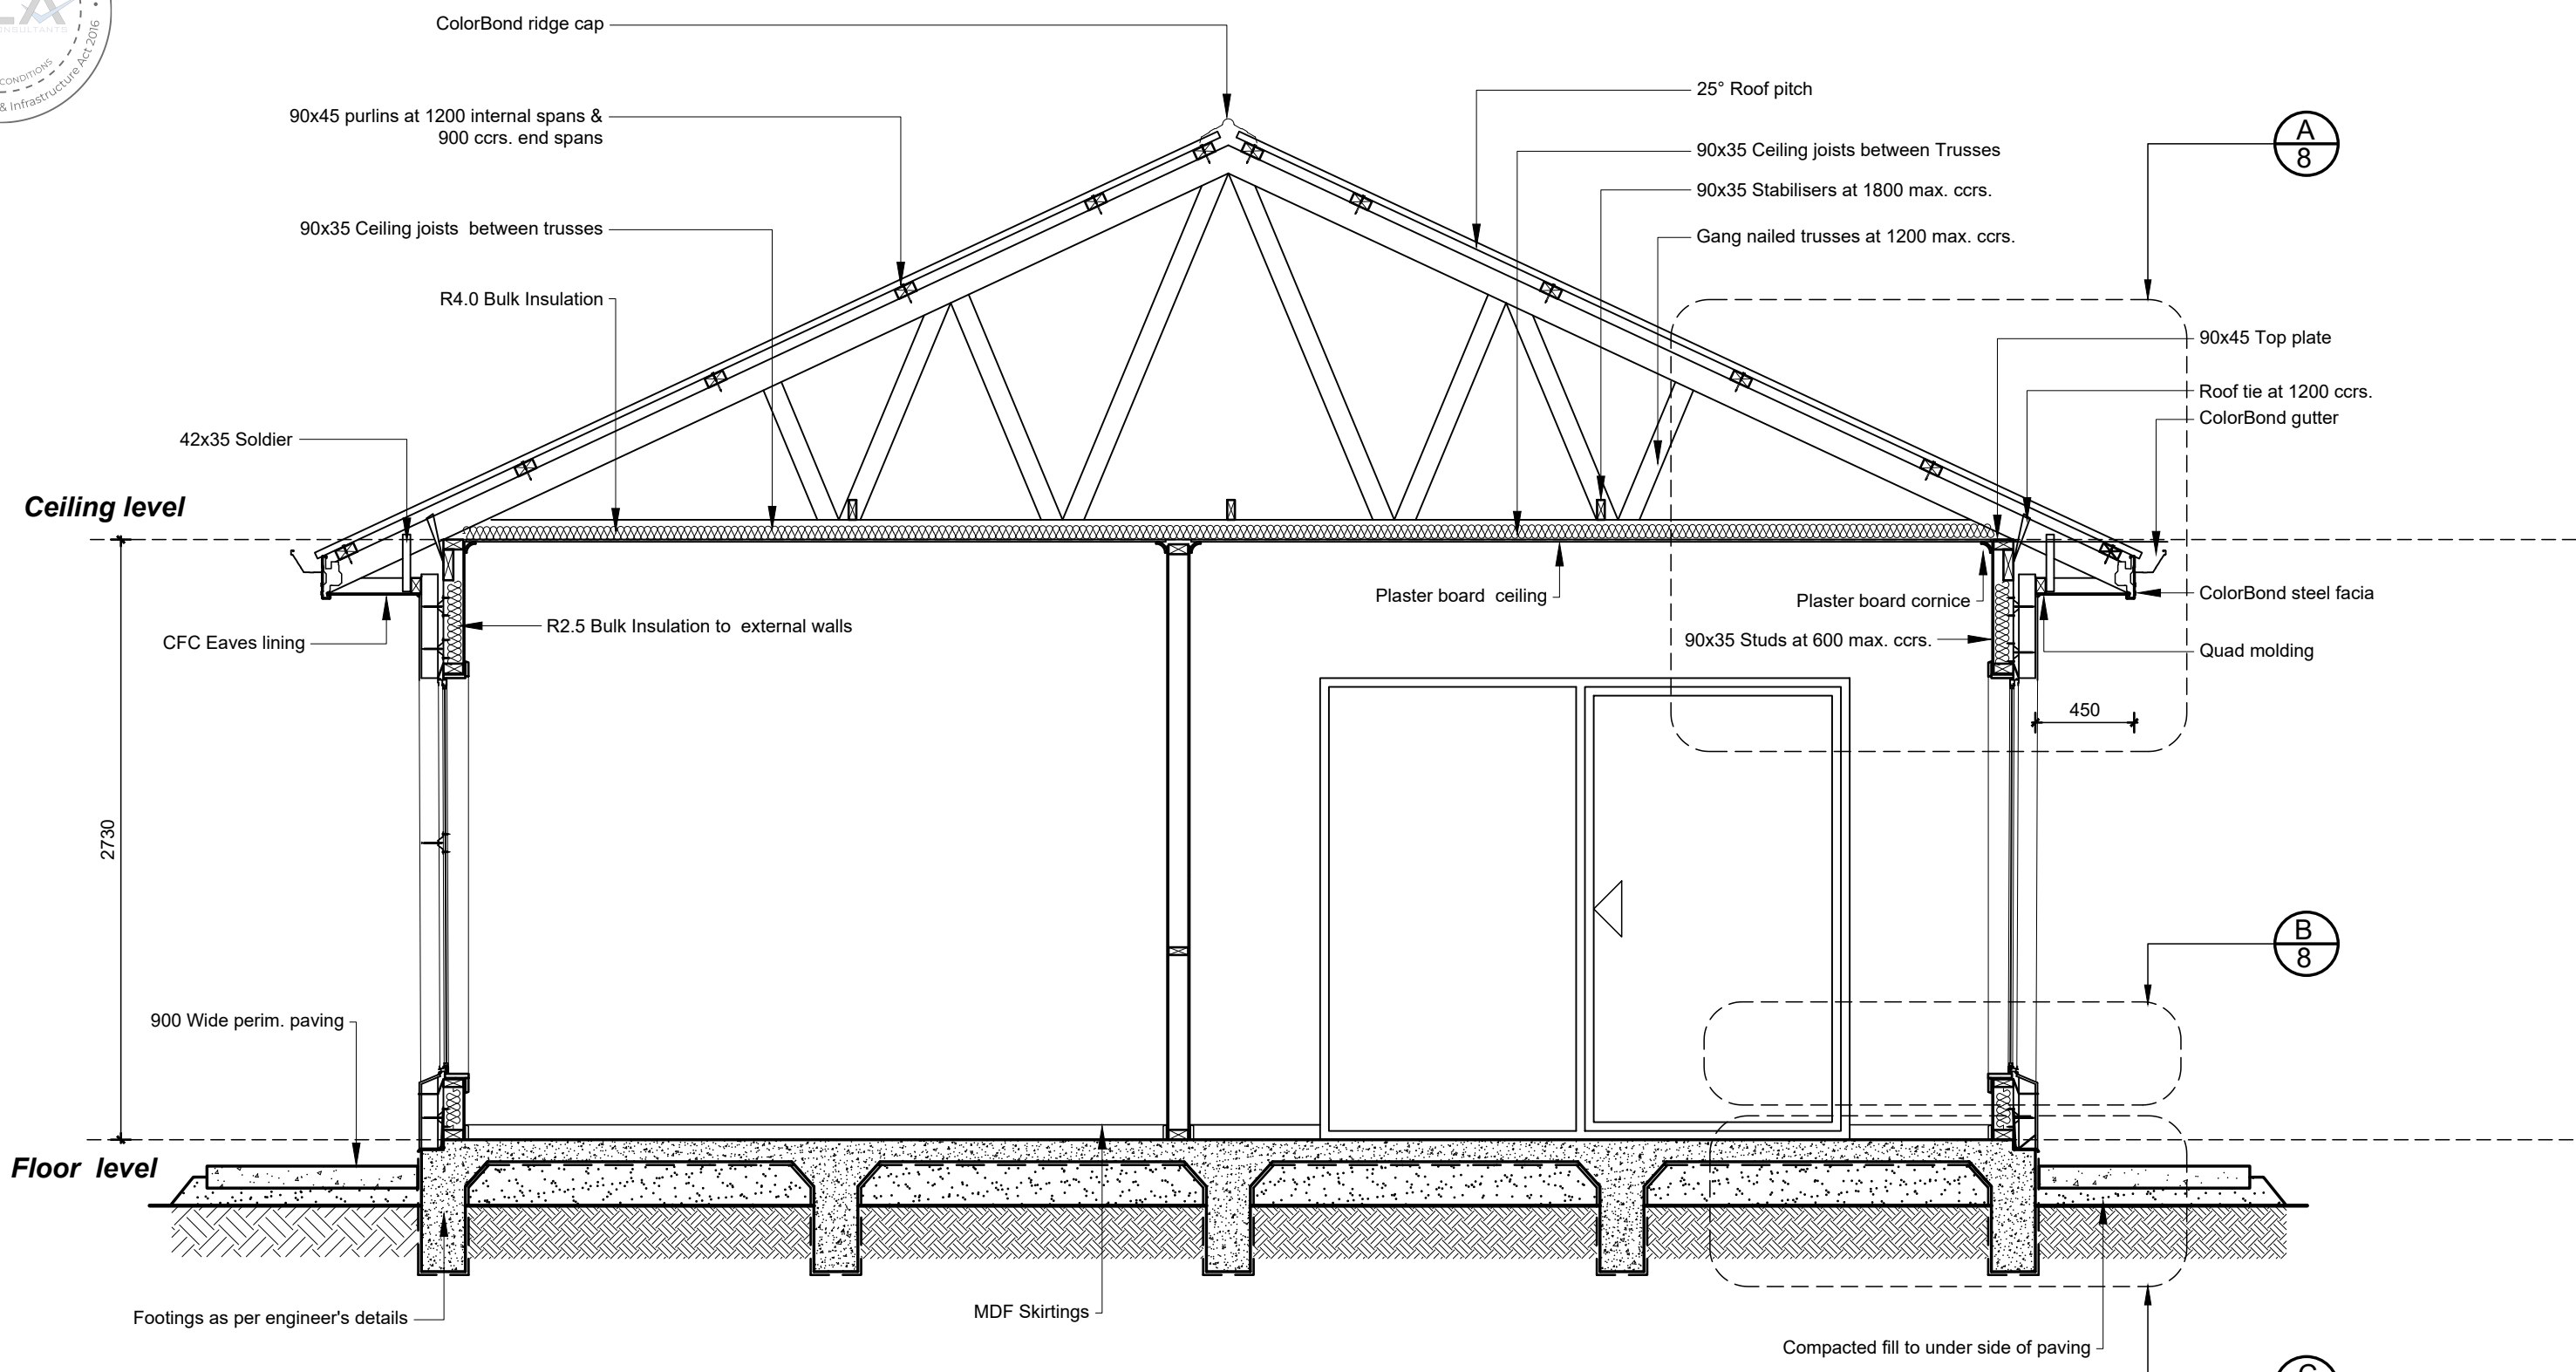 CONSULTANTS
CONDITIONS
& Infrastructure Act 2016
ColorBond ridge cap
90x45 purlins at 1200 internal spans &
900 ccrs. end spans
90x35 Ceiling joists  between trusses
R4.0 Bulk Insulation
42x35 Soldier
Ceiling level
25° Roof pitch
90x35 Ceiling joists between Trusses
90x35 Stabilisers at 1800 max. ccrs.
Gang nailed trusses at 1200 max. ccrs.
A
8
90x45 Top plate
Roof tie at 1200 ccrs.
ColorBond gutter
ColorBond steel facia
Quad molding
Plaster board  ceiling
Plaster board cornice
90x35 Studs at 600 max. ccrs.
R2.5 Bulk Insulation to  external walls
CFC Eaves lining
450
2730
B
8
900 Wide perim. paving
Floor  level
Footings as per engineer's details
MDF Skirtings
Compacted fill to under side of paving